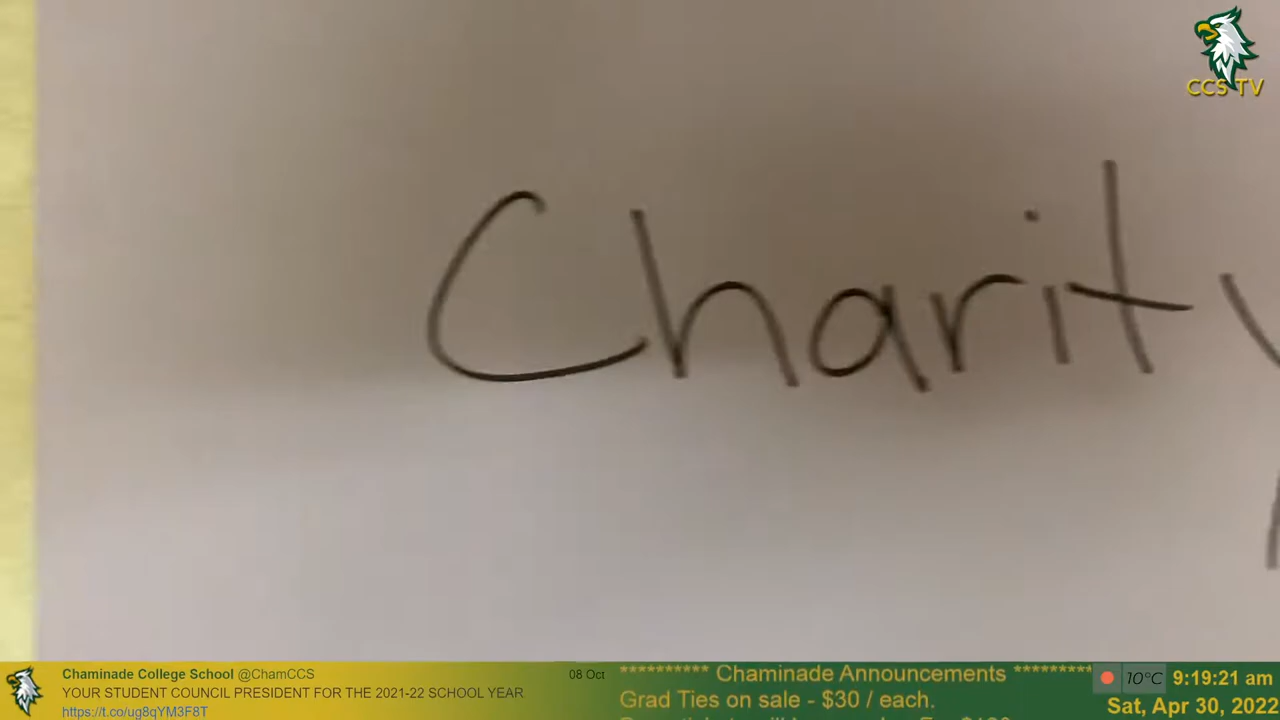 CCS TV
Charity
Chaminade College School @ChamCCS
08 Oct
YOUR STUDENT COUNCIL PRESIDENT FOR THE 2021-22 SCHOOL YEAR
https://t.co/ug8qYM3F8T
********** Chaminade Announcements **********
Grad Ties on sale - $30 / each.
10°C
9:19:21 am
Sat, Apr 30, 2022